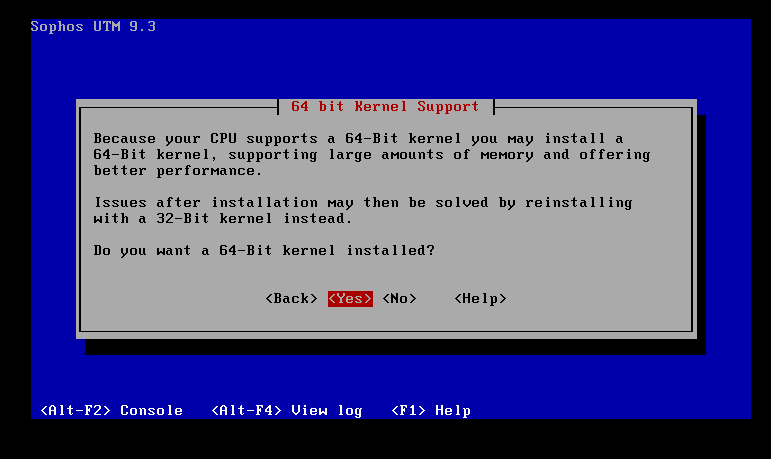 Sophos UTM 9.3
64 bit Kernel Support
Because your CPU supports a 64-Bit kernel you may install a
64-Bit kernel, supporting large amounts of memory and offering
better performance.
Issues after installation may then be solved by reinstalling
with a 32-Bit kernel instead.
Do you want a 64-Bit kernel installed?
<Back> <Yes> <No> <Help>
<Alt-F2> Console <Alt-F4> View log <F1> Help